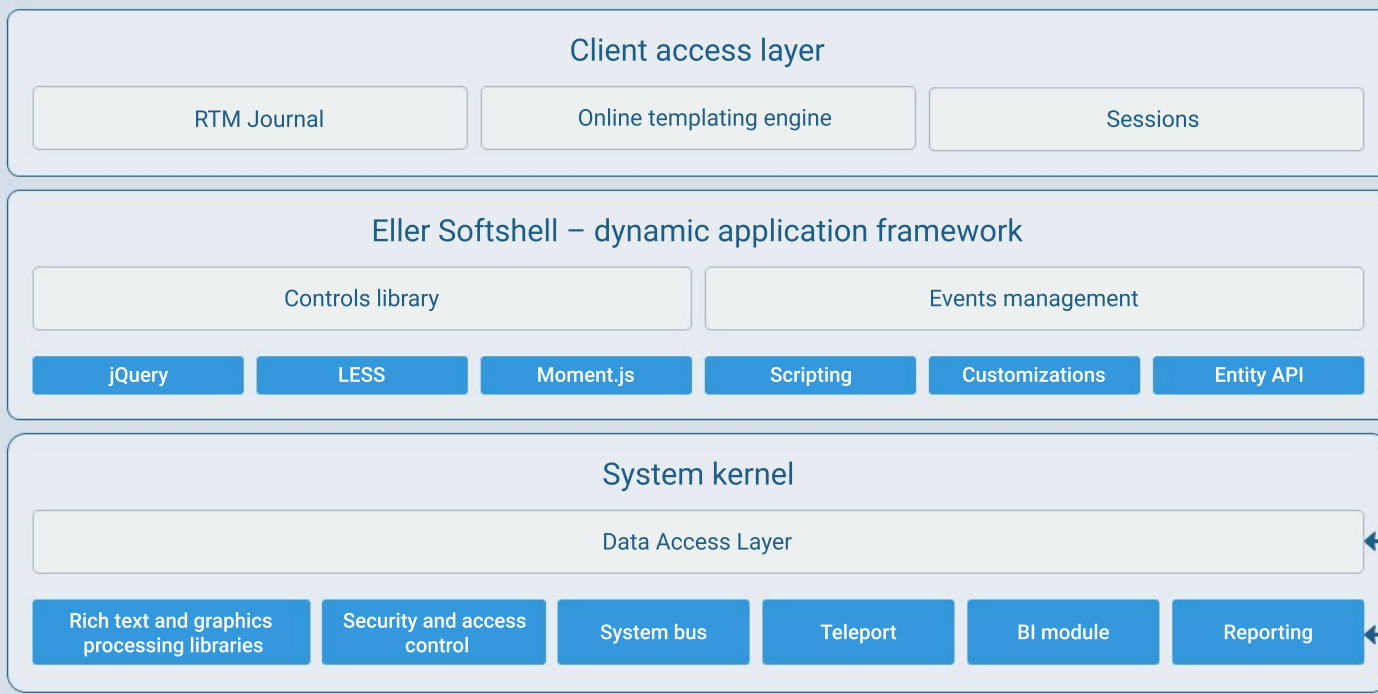 Client access layer
RTM Journal
Online templating engine
Sessions
Eller Softshell – dynamic application framework
Controls library
Events management
jQuery
LESS
Moment.js
Scripting
Customizations
Entity API
System kernel
Data Access Layer
Rich text and graphics
processing libraries
Security and access
control
System bus
Teleport
BI module
Reporting